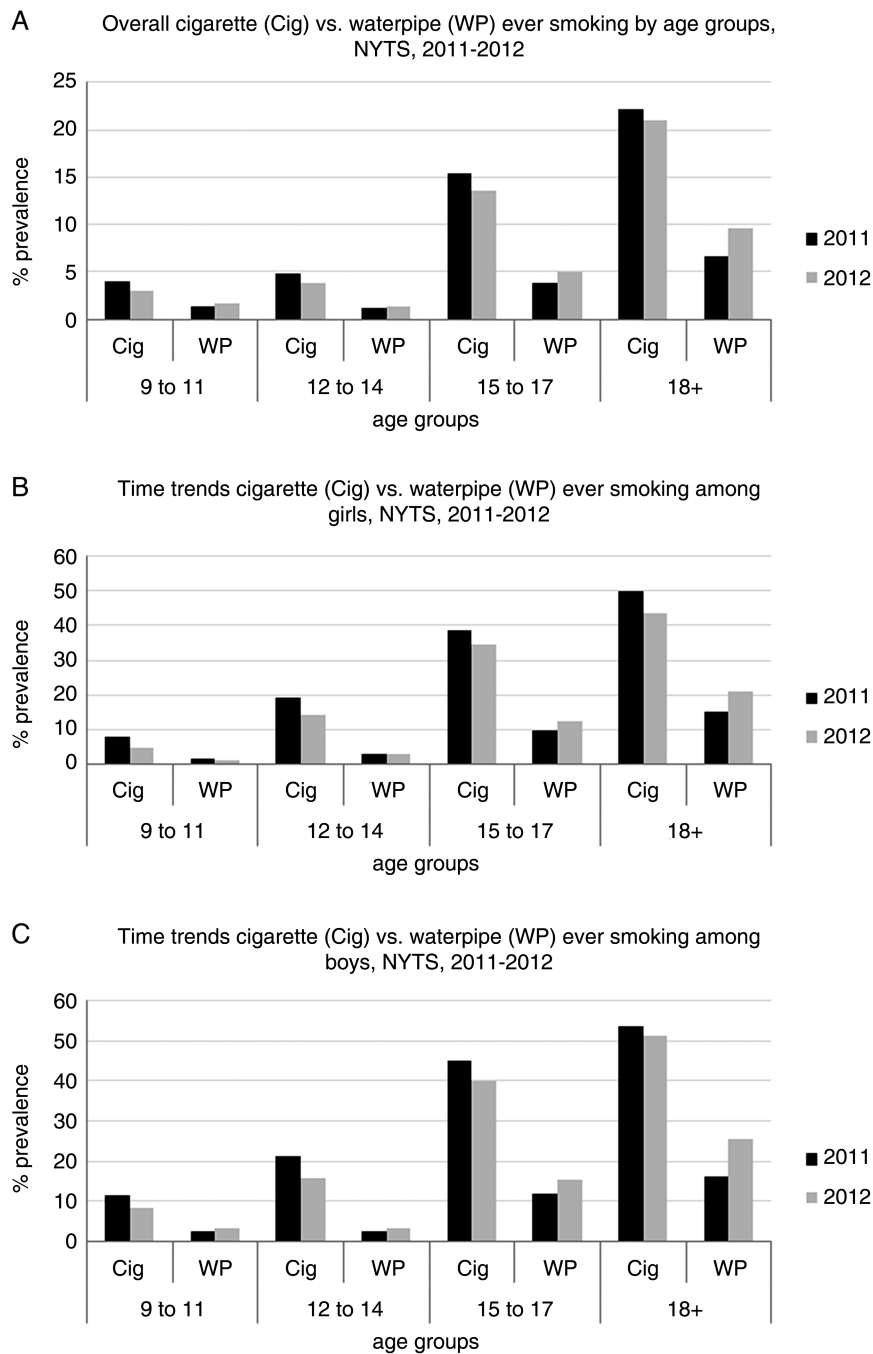 A
Overall cigarette (Cig) vs. waterpipe (WP) ever smoking by age groups,
NYTS, 2011-2012
25
20
15
10
5
0
% prevalence
Cig WP Cig WP Cig WP Cig WP
9 to 11 12 to 14 15 to 17 18+
age groups
2011
2012
B
Time trends cigarette (Cig) vs. waterpipe (WP) ever smoking among
girls, NYTS, 2011-2012
60
50
40
30
20
10
0
% prevalence
Cig WP Cig WP Cig WP Cig WP
9 to 11 12 to 14 15 to 17 18+
age groups
2011
2012
C
Time trends cigarette (Cig) vs. waterpipe (WP) ever smoking among
boys, NYTS, 2011-2012
60
50
40
30
20
10
0
% prevalence
Cig WP Cig WP Cig WP Cig WP
9 to 11 12 to 14 15 to 17 18+
age groups
2011
2012